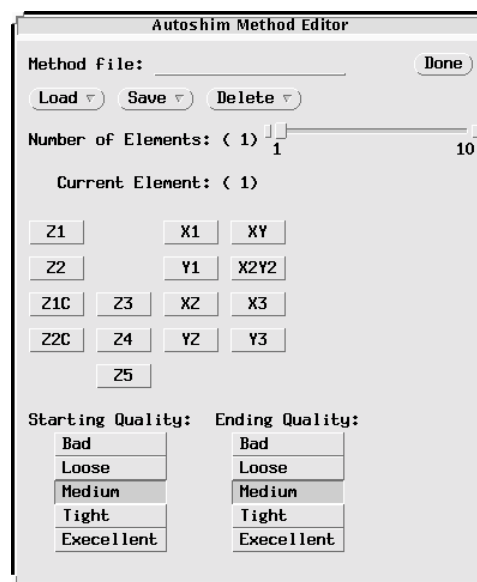 Autoshim Method Editor
Method file: Done
Load Save Delete
Number of Elements: ( 1) 1 10
Current Element: ( 1)
Z1 X1 XY
Z2 Y1 X2Y2
Z1C Z3 XZ X3
Z2C Z4 YZ Y3
Z5
Starting Quality: Ending Quality:
Bad Bad
Loose Loose
Medium Medium
Tight Tight
Execellent Execellent